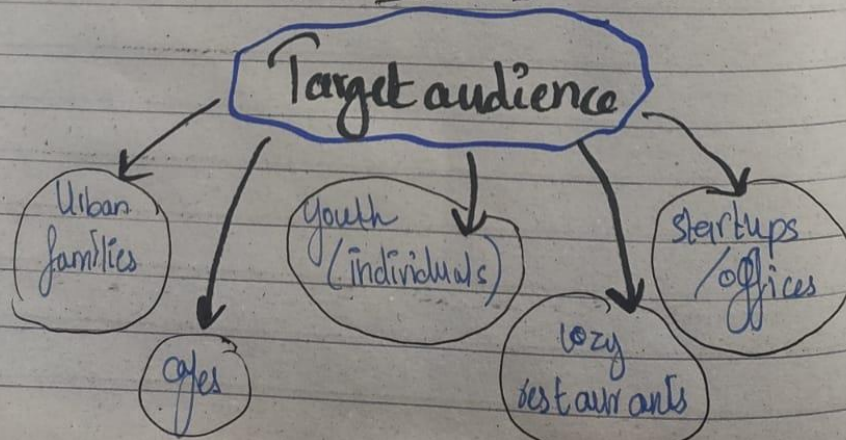 Target audience
Urban
families
cafes
youth
(individuals)
cozy
restaurants
startups
/offices